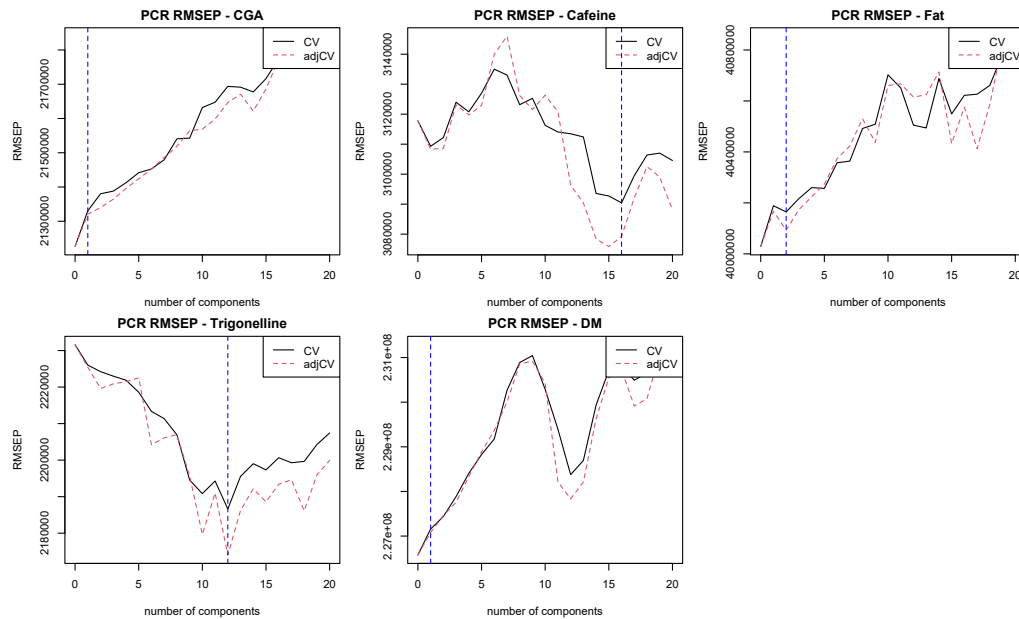 PCR RMSEP - CGA
CV
adjCV
RMSEP
21300000
21500000
21700000
0
5
10
15
number of components
PCR RMSEP - Cafeine
CV
adjCV
RMSEP
3080000
3100000
3120000
3140000
0
5
10
15
20
number of components
PCR RMSEP - Fat
CV
adjCV
RMSEP
40000000
40400000
40800000
0
5
10
15
20
number of components
PCR RMSEP - Trigonelline
CV
adjCV
RMSEP
2180000
2200000
2220000
0
5
10
15
20
number of components
PCR RMSEP - DM
CV
adjCV
RMSEP
2.27e+08
2.29e+08
2.31e+08
0
5
10
15
20
number of components